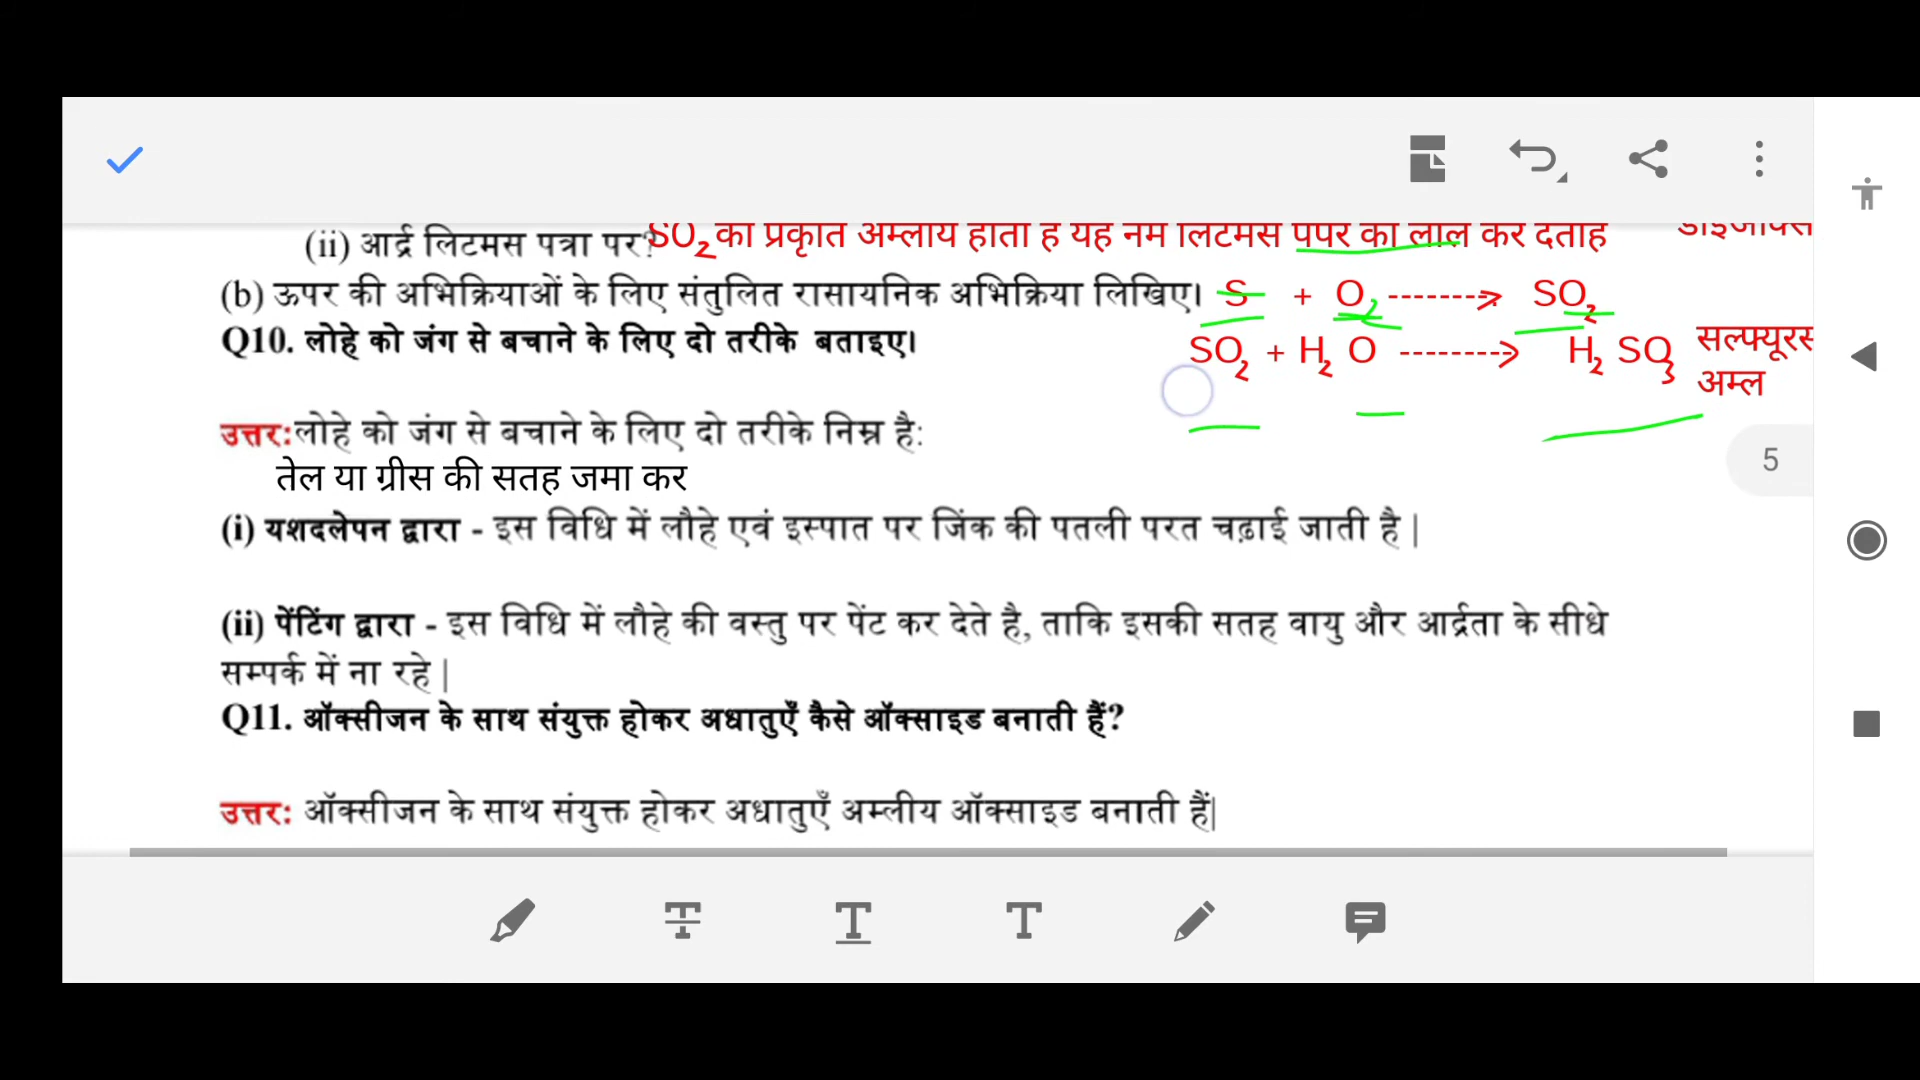 (ii) आर्द्र लिटमस पत्रा पर? SO2 का प्रकृति अम्लीय होता है यह नम लिटमस पेपर को लाल कर देता है
(b) ऊपर की अभिक्रियाओं के लिए संतुलित रासायनिक अभिक्रिया लिखिए। S + O2 --------> SO2
Q10. लोहे को जंग से बचाने के लिए दो तरीके बताइए।
SO2 + H2 O --------> H2 SO3 सल्फ्यूरस
अम्ल
उत्तर: लोहे को जंग से बचाने के लिए दो तरीके निम्न है:
तेल या ग्रीस की सतह जमा कर
5
(i) यशदलेपन द्वारा - इस विधि में लौहे एवं इस्पात पर जिंक की पतली परत चढ़ाई जाती है |
(ii) पेंटिंग द्वारा - इस विधि में लौहे की वस्तु पर पेंट कर देते है, ताकि इसकी सतह वायु और आर्द्रता के सीधे
सम्पर्क में ना रहे |
Q11. ऑक्सीजन के साथ संयुक्त होकर अधातुएँ कैसे ऑक्साइड बनाती हैं?
उत्तर: ऑक्सीजन के साथ संयुक्त होकर अधातुएँ अम्लीय ऑक्साइड बनाती हैं|